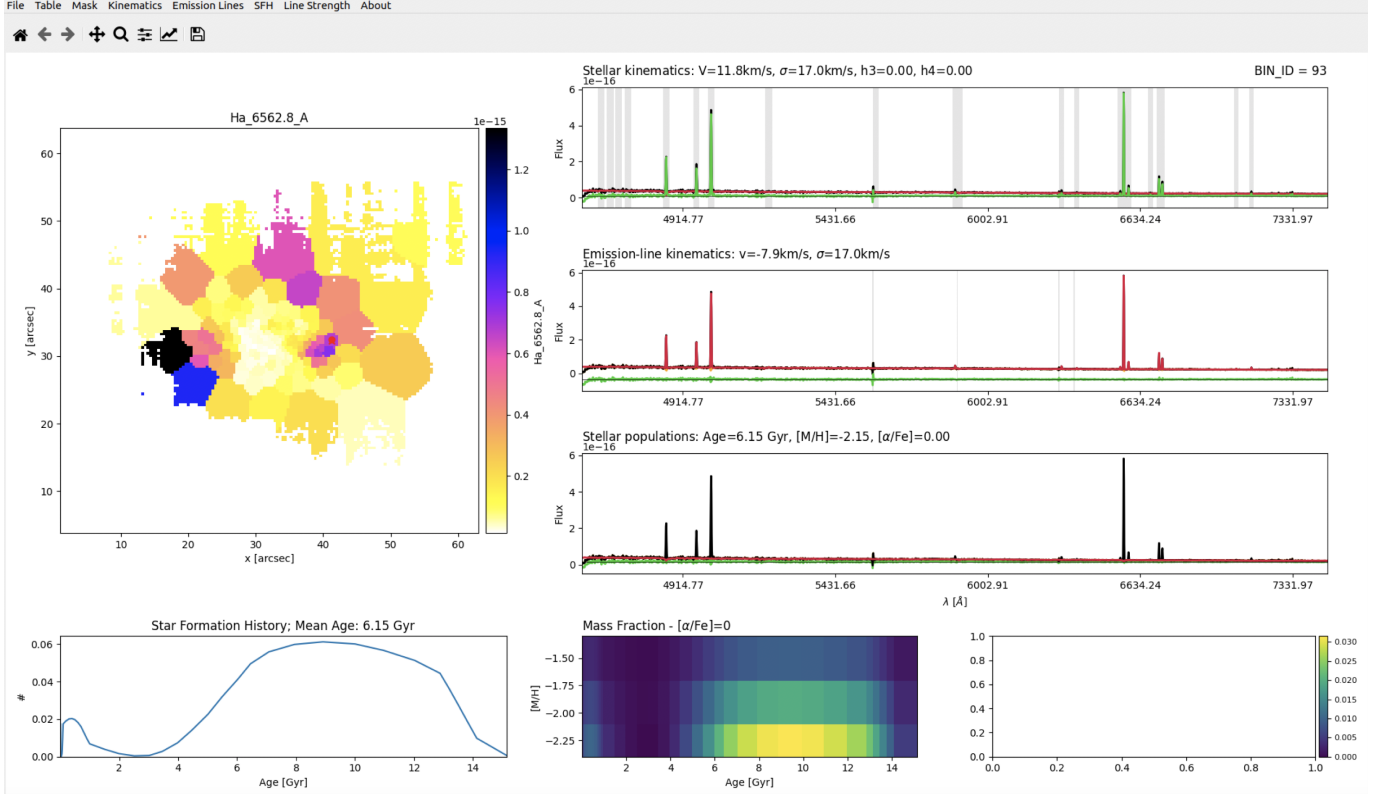 File Table Mask Kinematics Emission Lines SFH Line Strength About
Ha_6562.8_A
1e−15
60
50
40
30
20
10
y [arcsec]
10 20 30 40 50 60
x [arcsec]
1.2
1.0
0.8
0.6
0.4
0.2
Ha_6562.8_A
Stellar kinematics: V=11.8km/s, σ=17.0km/s, h3=0.00, h4=0.00
BIN_ID = 93
1e−16
6
4
2
0
Flux
4914.77 5431.66 6002.91 6634.24 7331.97
Emission-line kinematics: v=-7.9km/s, σ=17.0km/s
1e−16
6
4
2
0
Flux
4914.77 5431.66 6002.91 6634.24 7331.97
Stellar populations: Age=6.15 Gyr, [M/H]=-2.15, [α/Fe]=0.00
1e−16
6
4
2
0
Flux
4914.77 5431.66 6002.91 6634.24 7331.97
λ [Å]
Star Formation History; Mean Age: 6.15 Gyr
0.06
0.04
0.02
0.00
#
2 4 6 8 10 12 14
Age [Gyr]
Mass Fraction - [α/Fe]=0
−1.50
−1.75
−2.00
−2.25
[M/H]
2 4 6 8 10 12 14
Age [Gyr]
1.0
0.8
0.6
0.4
0.2
0.0
0.0 0.2 0.4 0.6 0.8 1.0
0.030
0.025
0.020
0.015
0.010
0.005
0.000